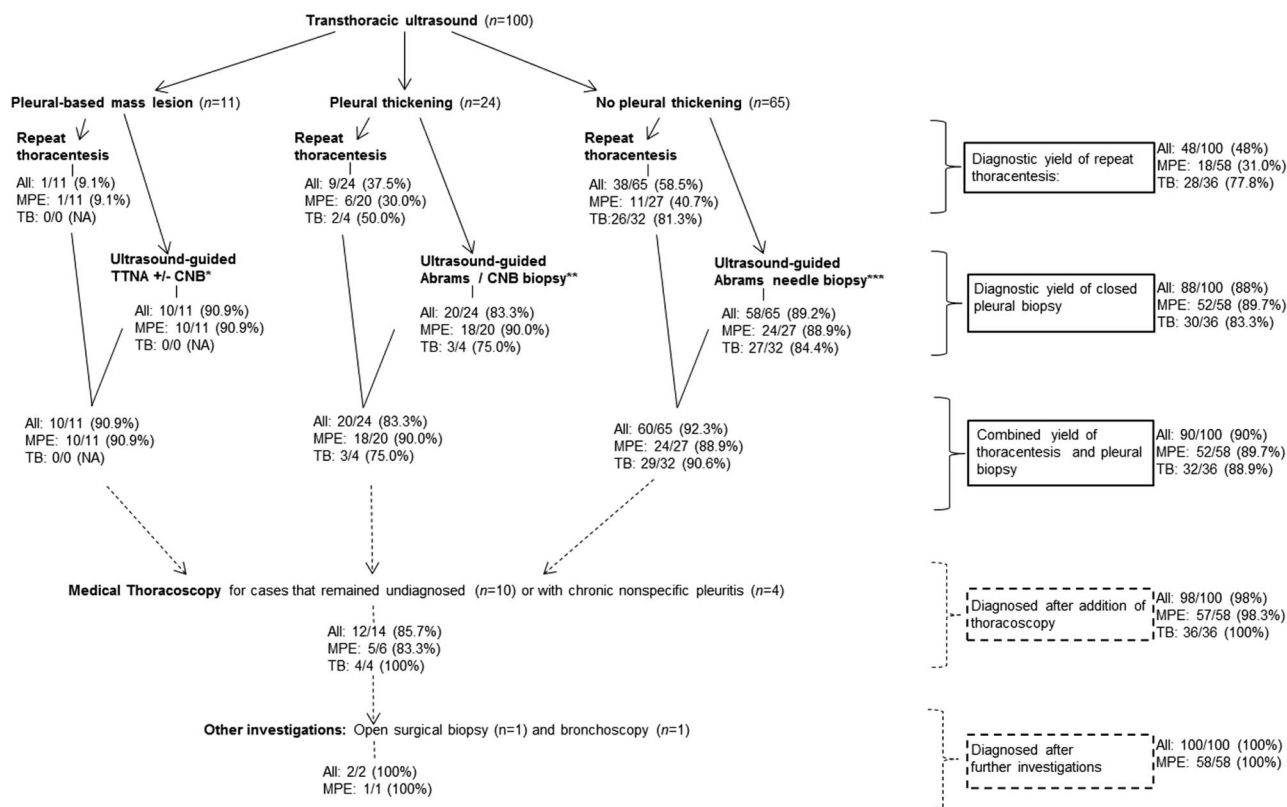 Transthoracic ultrasound (n=100)
Pleural-based mass lesion (n=11)
Pleural thickening (n=24)
No pleural thickening (n=65)
Repeat
thoracentesis
All: 1/11 (9.1%)
MPE: 1/11 (9.1%)
TB: 0/0 (NA)
Repeat
thoracentesis
All: 9/24 (37.5%)
MPE: 6/20 (30.0%)
TB: 2/4 (50.0%)
Repeat
thoracentesis
All: 38/65 (58.5%)
MPE: 11/27 (40.7%)
TB:26/32 (81.3%)
Diagnostic yield of repeat
thoracentesis:
All: 48/100 (48%)
MPE: 18/58 (31.0%)
TB: 28/36 (77.8%)
Ultrasound-guided
TTNA +/- CNB*
All: 10/11 (90.9%)
MPE: 10/11 (90.9%)
TB: 0/0 (NA)
Ultrasound-guided
Abrams / CNB biopsy**
All: 20/24 (83.3%)
MPE: 18/20 (90.0%)
TB: 3/4 (75.0%)
Ultrasound-guided
Abrams needle biopsy***
All: 58/65 (89.2%)
MPE: 24/27 (88.9%)
TB: 27/32 (84.4%)
Diagnostic yield of closed
pleural biopsy
All: 88/100 (88%)
MPE: 52/58 (89.7%)
TB: 30/36 (83.3%)
All: 10/11 (90.9%)
MPE: 10/11 (90.9%)
TB: 0/0 (NA)
All: 20/24 (83.3%)
MPE: 18/20 (90.0%)
TB: 3/4 (75.0%)
All: 60/65 (92.3%)
MPE: 24/27 (88.9%)
TB: 29/32 (90.6%)
Combined yield of
thoracentesis and pleural
biopsy
All: 90/100 (90%)
MPE: 52/58 (89.7%)
TB: 32/36 (88.9%)
Medical Thoracoscopy for cases that remained undiagnosed (n=10) or with chronic nonspecific pleuritis (n=4)
All: 12/14 (85.7%)
MPE: 5/6 (83.3%)
TB: 4/4 (100%)
Diagnosed after addition of
thoracoscopy
All: 98/100 (98%)
MPE: 57/58 (98.3%)
TB: 36/36 (100%)
Other investigations: Open surgical biopsy (n=1) and bronchoscopy (n=1)
All: 2/2 (100%)
MPE: 1/1 (100%)
Diagnosed after
further investigations
All: 100/100 (100%)
MPE: 58/58 (100%)